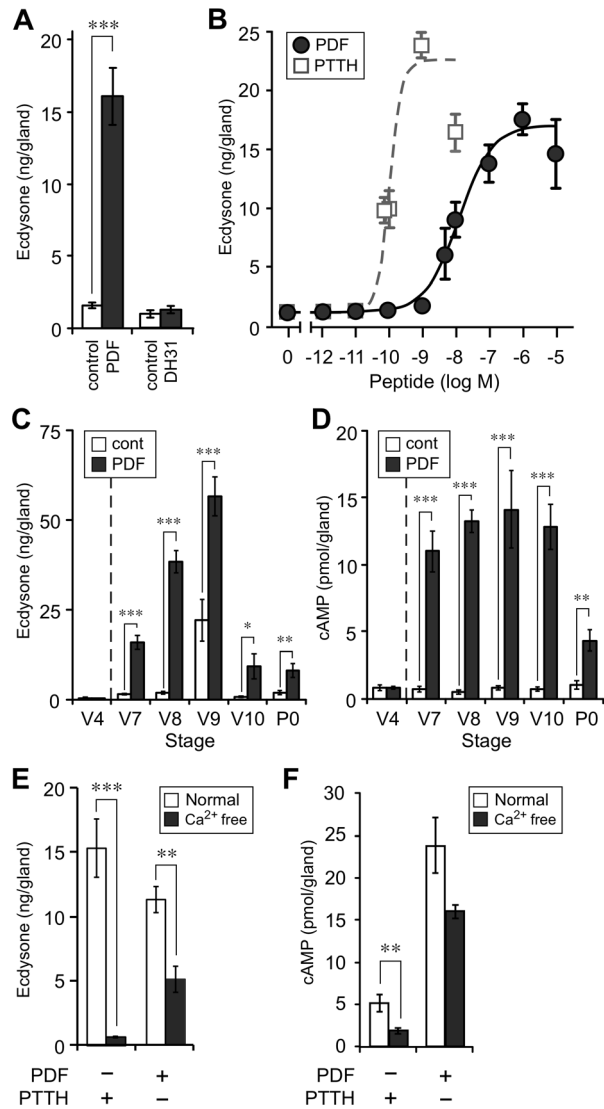 A
***
Ecdysone (ng/gland)
20
15
10
5
0
control
PDF
control
DH31
B
PDF
PTTH
Ecdysone (ng/gland)
25
20
15
10
5
0
0 -12 -11 -10 -9 -8 -7 -6 -5
Peptide (log M)
C
cont
PDF
Ecdysone (ng/gland)
75
50
25
0
*** *** *** * **
V4 V7 V8 V9 V10 P0
Stage
D
cont
PDF
cAMP (pmol/gland)
20
15
10
5
0
*** *** *** *** **
V4 V7 V8 V9 V10 P0
Stage
E
Normal
Ca2+ free
Ecdysone (ng/gland)
20
15
10
5
0
*** **
PDF − +
PTTH + −
F
Normal
Ca2+ free
cAMP (pmol/gland)
30
25
20
15
10
5
0
**
PDF − +
PTTH + −